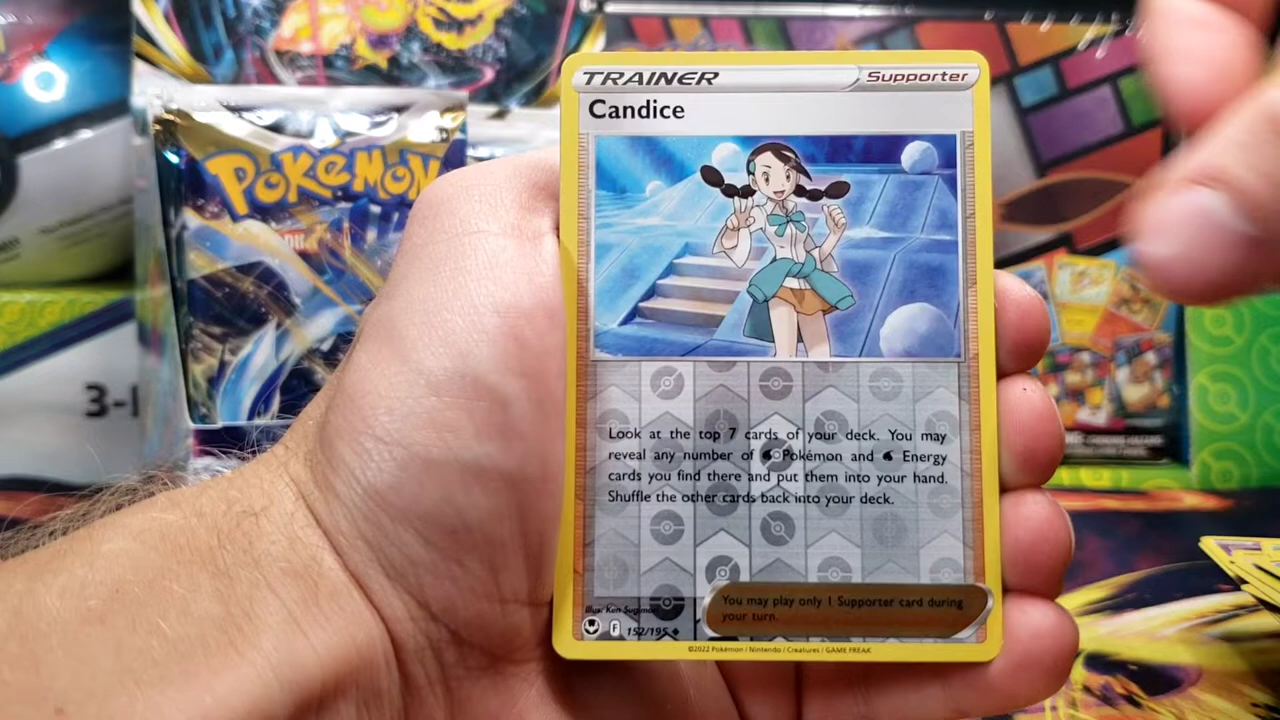 TRAINER
Supporter
Candice
POKÉMON
3-
Look at the top 7 cards of your deck. You may
reveal any number of Pokémon and Energy
cards you find there and put them into your hand.
Shuffle the other cards back into your deck.
You may play only 1 Supporter card during
your turn.
Illus. Ken Sugimori
F 152/195
©2022 Pokémon / Nintendo / Creatures / GAME FREAK